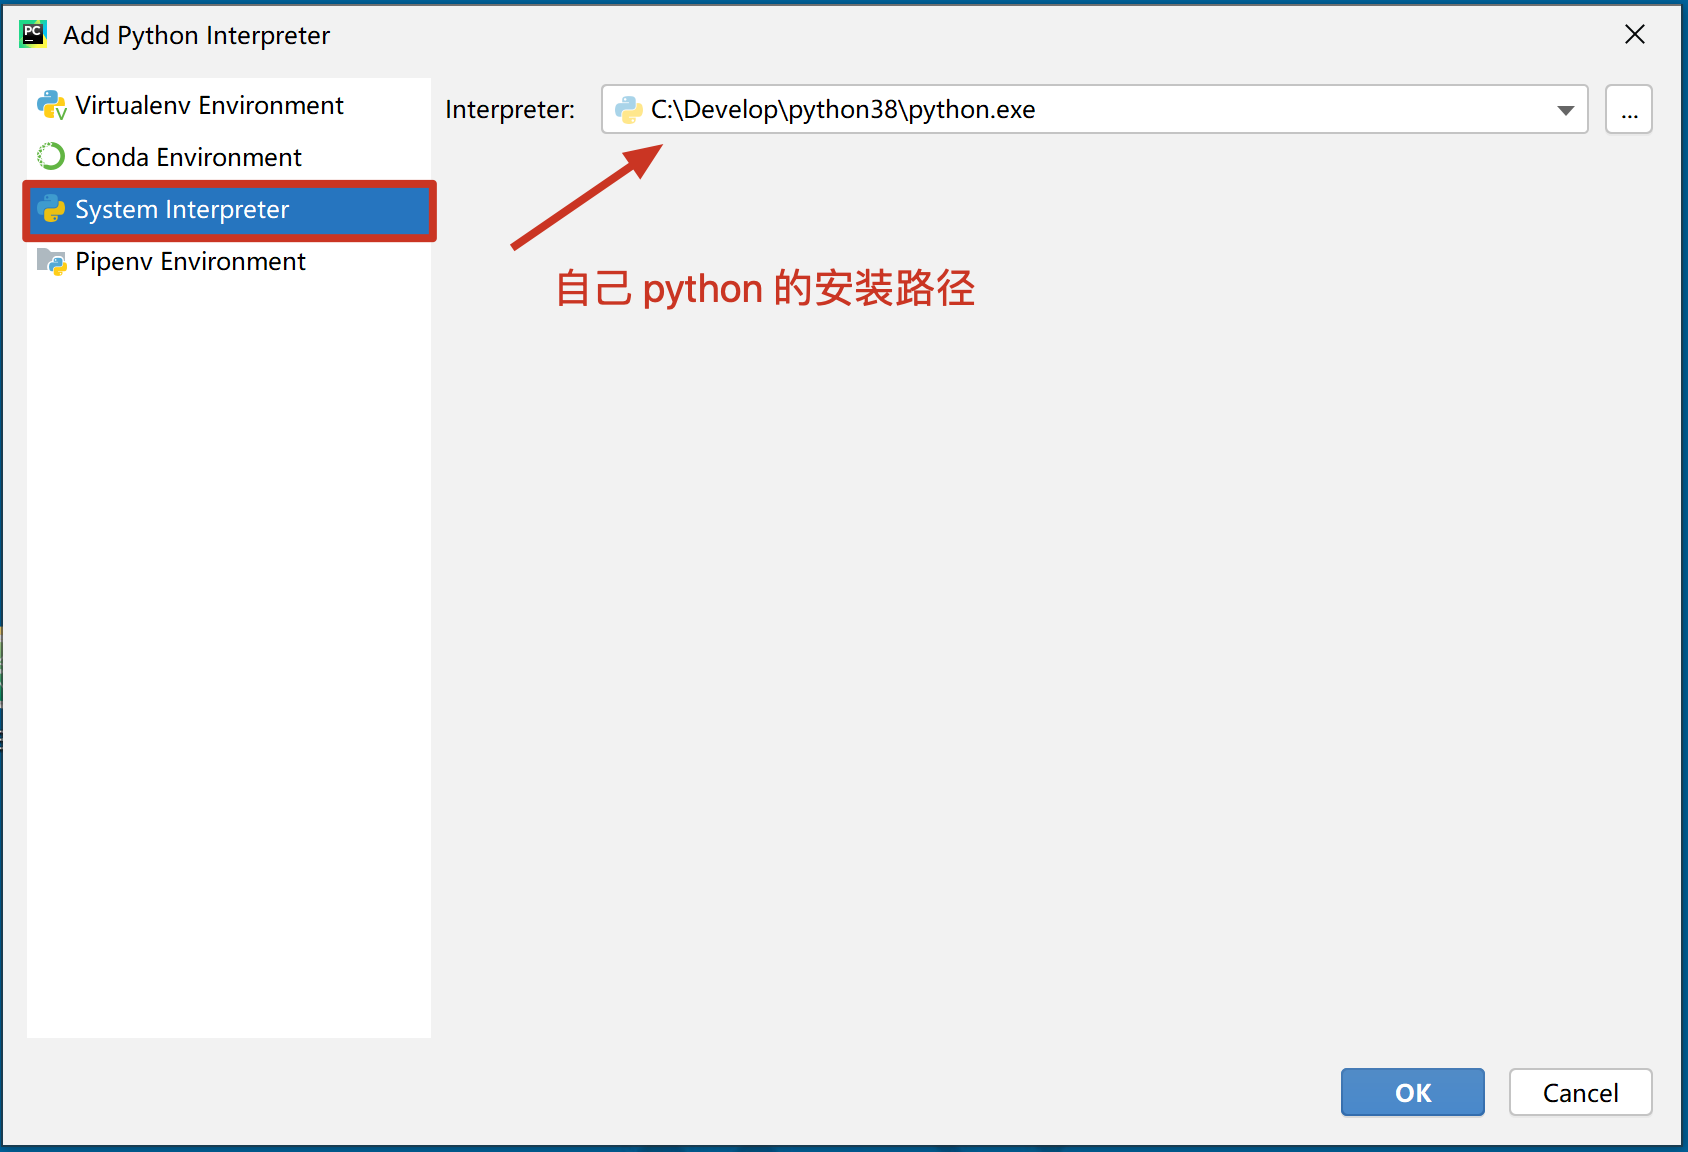 PC Add Python Interpreter
Virtualenv Environment
Conda Environment
System Interpreter
Pipenv Environment
Interpreter: C:\Develop\python38\python.exe ...
自己 python 的安装路径
OK Cancel